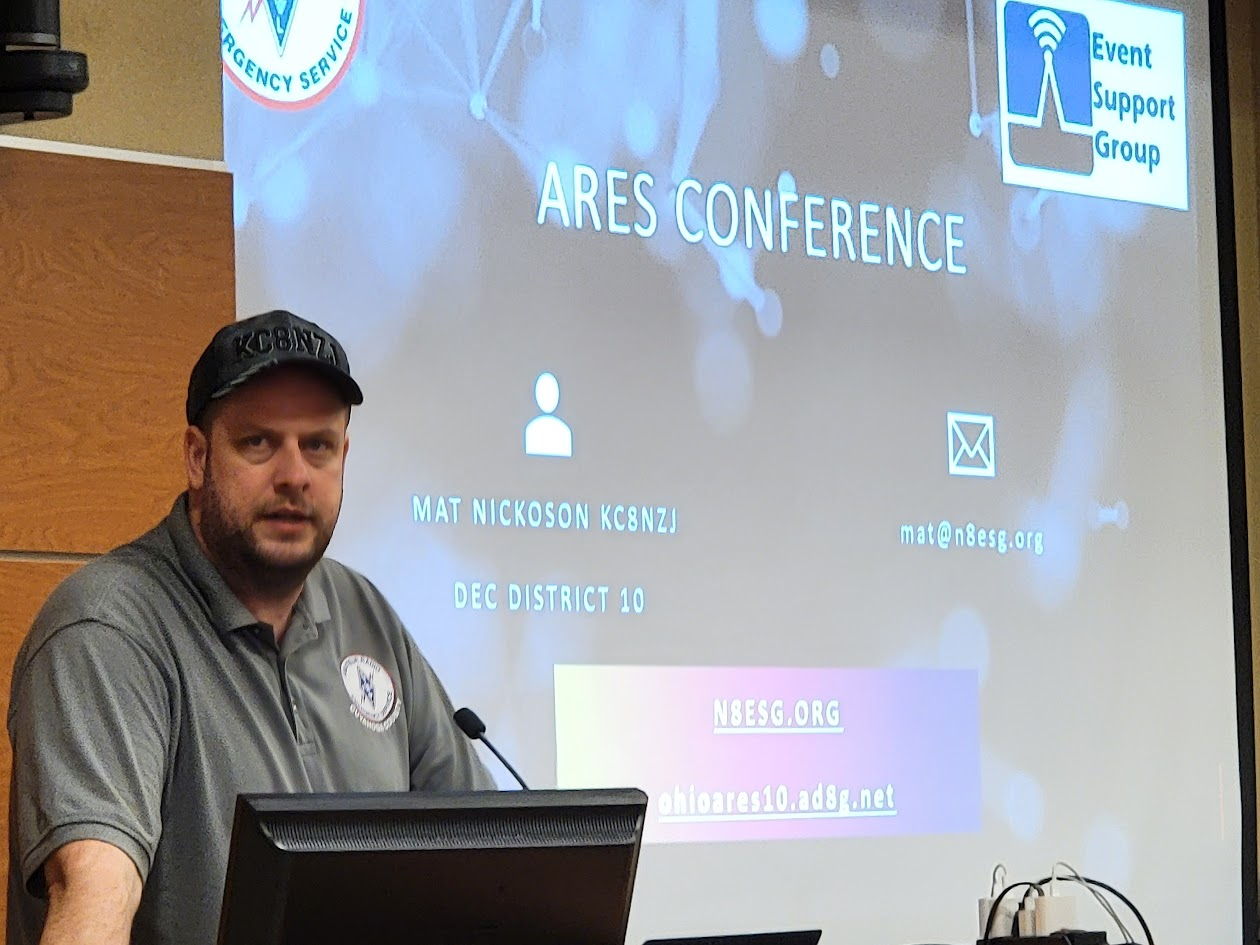 RGENCY SERVICE
Event
Support
Group
ARES CONFERENCE
KC8NZJ
MAT NICKOSON KC8NZJ
mat@n8esg.org
DEC DISTRICT 10
N8ESG.ORG
ohioares10.ad8g.net